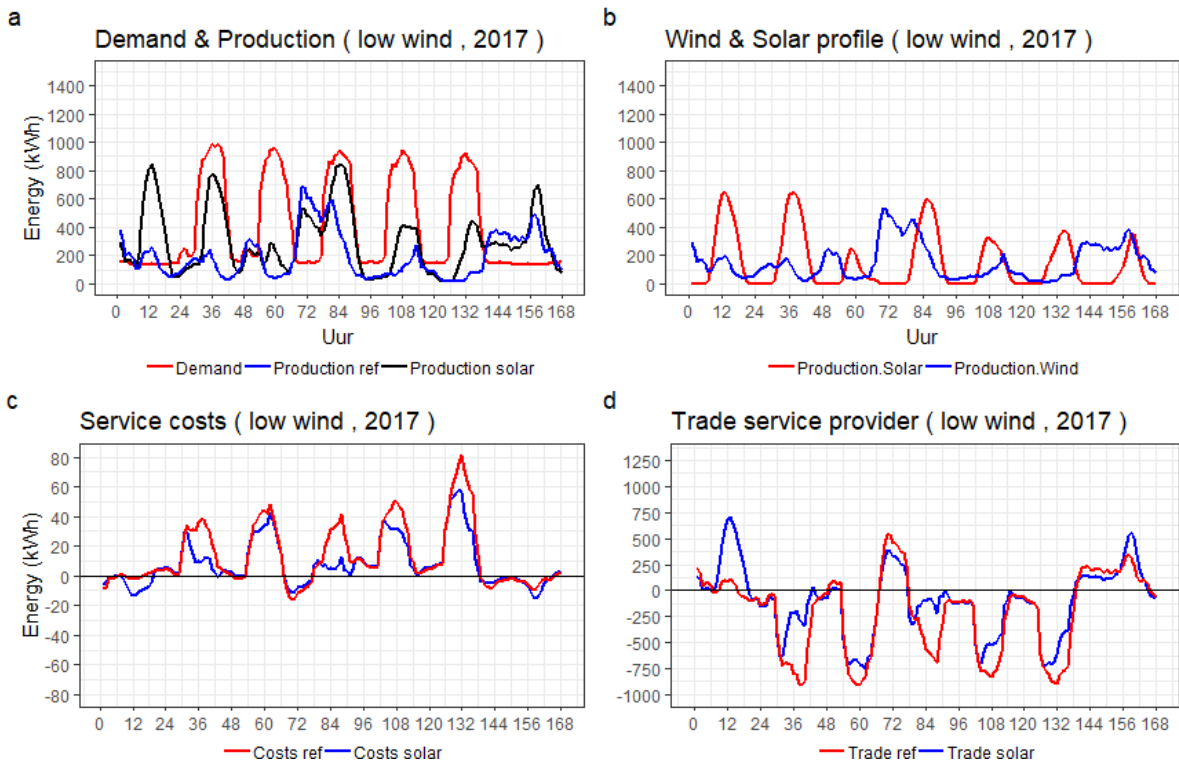 a
Demand & Production ( low wind , 2017 )
Energy (kWh)
1400
1200
1000
800
600
400
200
0
0 12 24 36 48 60 72 84 96 108 120 132 144 156 168
Uur
Demand Production ref Production solar
b
Wind & Solar profile ( low wind , 2017 )
1400
1200
1000
800
600
400
200
0
0 12 24 36 48 60 72 84 96 108 120 132 144 156 168
Uur
Production.Solar Production.Wind
c
Service costs ( low wind , 2017 )
Energy (kWh)
80
60
40
20
0
-20
-40
-60
-80
0 12 24 36 48 60 72 84 96 108 120 132 144 156 168
Costs ref Costs solar
d
Trade service provider ( low wind , 2017 )
1250
1000
750
500
250
0
-250
-500
-750
-1000
0 12 24 36 48 60 72 84 96 108 120 132 144 156 168
Trade ref Trade solar